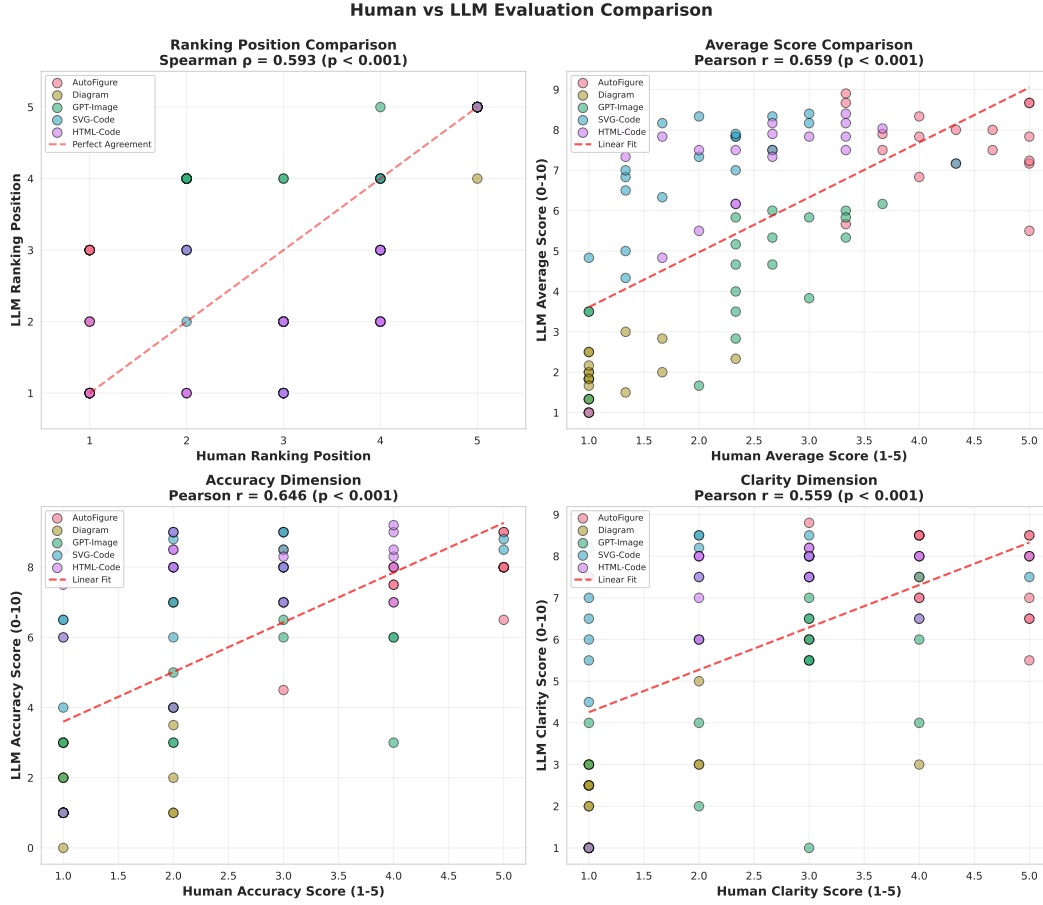 Human vs LLM Evaluation Comparison
Ranking Position Comparison
Spearman ρ = 0.593 (p < 0.001)
AutoFigure
Diagram
GPT-Image
SVG-Code
HTML-Code
Perfect Agreement
5
4
3
2
1
LLM Ranking Position
1 2 3 4 5
Human Ranking Position
Average Score Comparison
Pearson r = 0.659 (p < 0.001)
AutoFigure
Diagram
GPT-Image
SVG-Code
HTML-Code
Linear Fit
9
8
7
6
5
4
3
2
1
LLM Average Score (0-10)
1.0 1.5 2.0 2.5 3.0 3.5 4.0 4.5 5.0
Human Average Score (1-5)
Accuracy Dimension
Pearson r = 0.646 (p < 0.001)
AutoFigure
Diagram
GPT-Image
SVG-Code
HTML-Code
Linear Fit
8
6
4
2
0
LLM Accuracy Score (0-10)
1.0 1.5 2.0 2.5 3.0 3.5 4.0 4.5 5.0
Human Accuracy Score (1-5)
Clarity Dimension
Pearson r = 0.559 (p < 0.001)
AutoFigure
Diagram
GPT-Image
SVG-Code
HTML-Code
Linear Fit
9
8
7
6
5
4
3
2
1
LLM Clarity Score (0-10)
1.0 1.5 2.0 2.5 3.0 3.5 4.0 4.5 5.0
Human Clarity Score (1-5)